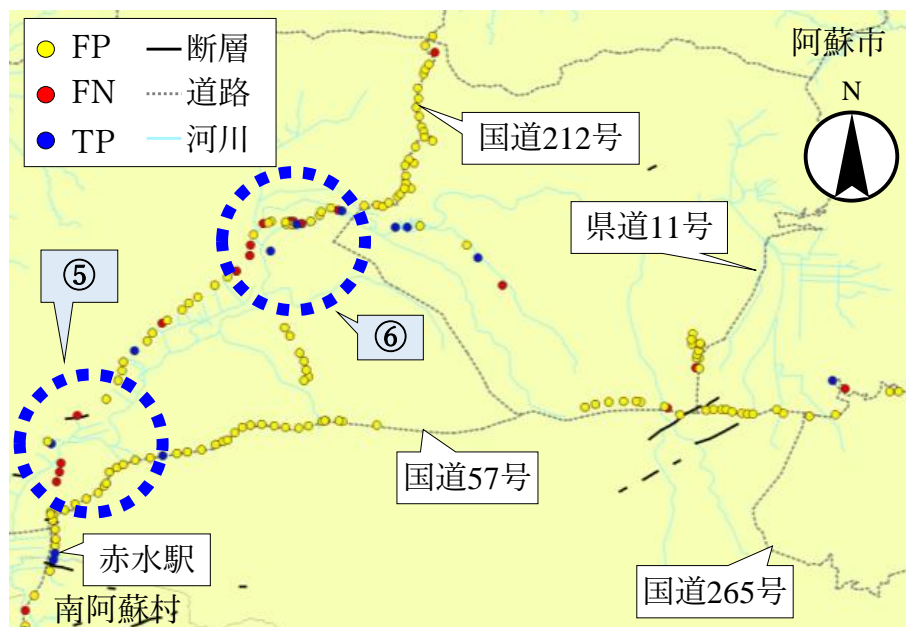 FP
断層
FN
道路
TP
河川
阿蘇市
N
国道212号
県道11号
⑤
⑥
国道57号
赤水駅
国道265号
南阿蘇村